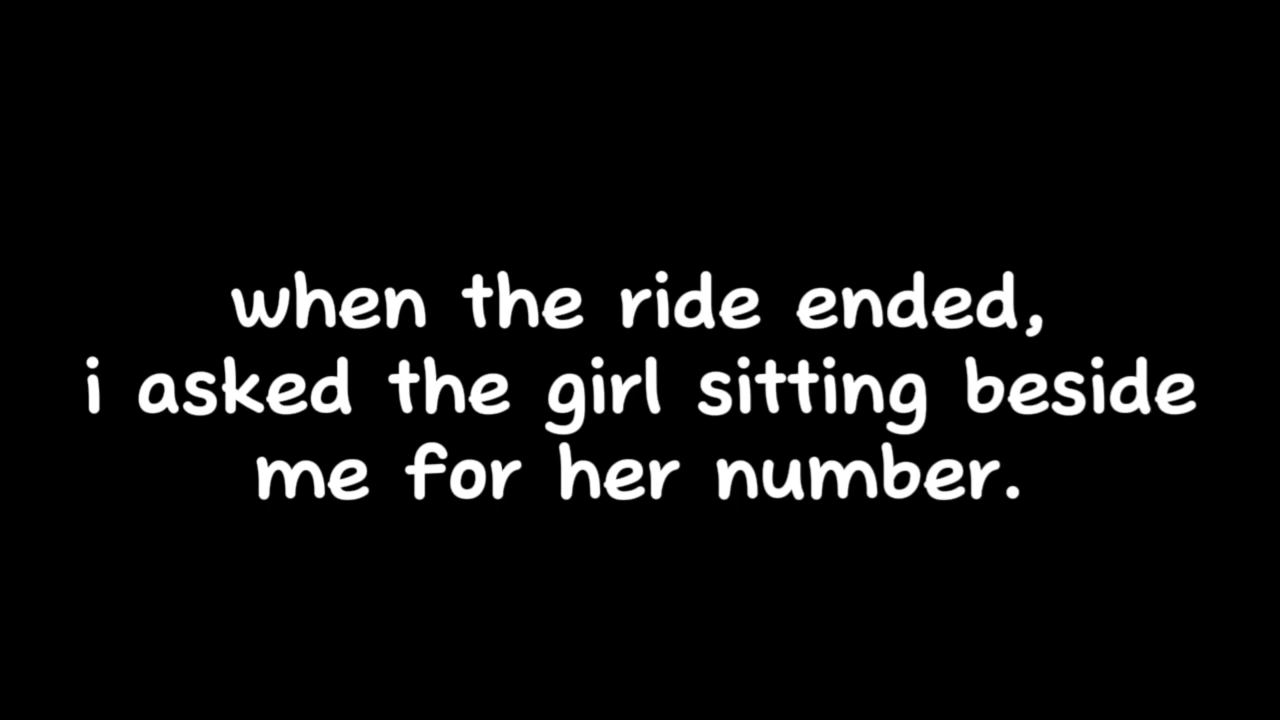 when the ride ended,
i asked the girl sitting beside
me for her number.